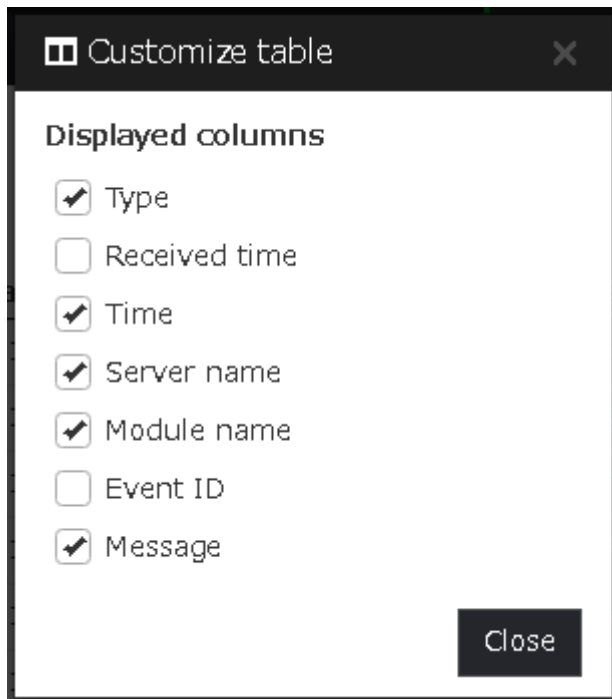 Customize table
Displayed columns
Type
Received time
Time
Server name
Module name
Event ID
Message
Close